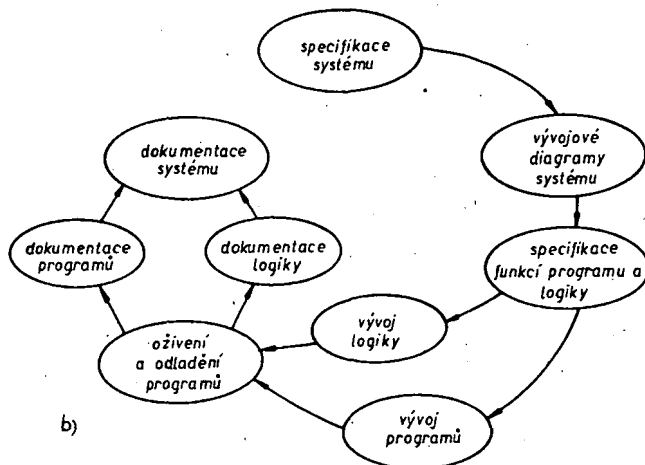 specifikace
systému
vývojové
diagramy
systému
specifikace
funkcí programu a
logiky
vývoj
logiky
vývoj
programů
oživení
a odladění
programů
dokumentace
programů
dokumentace
logiky
dokumentace
systému
b)